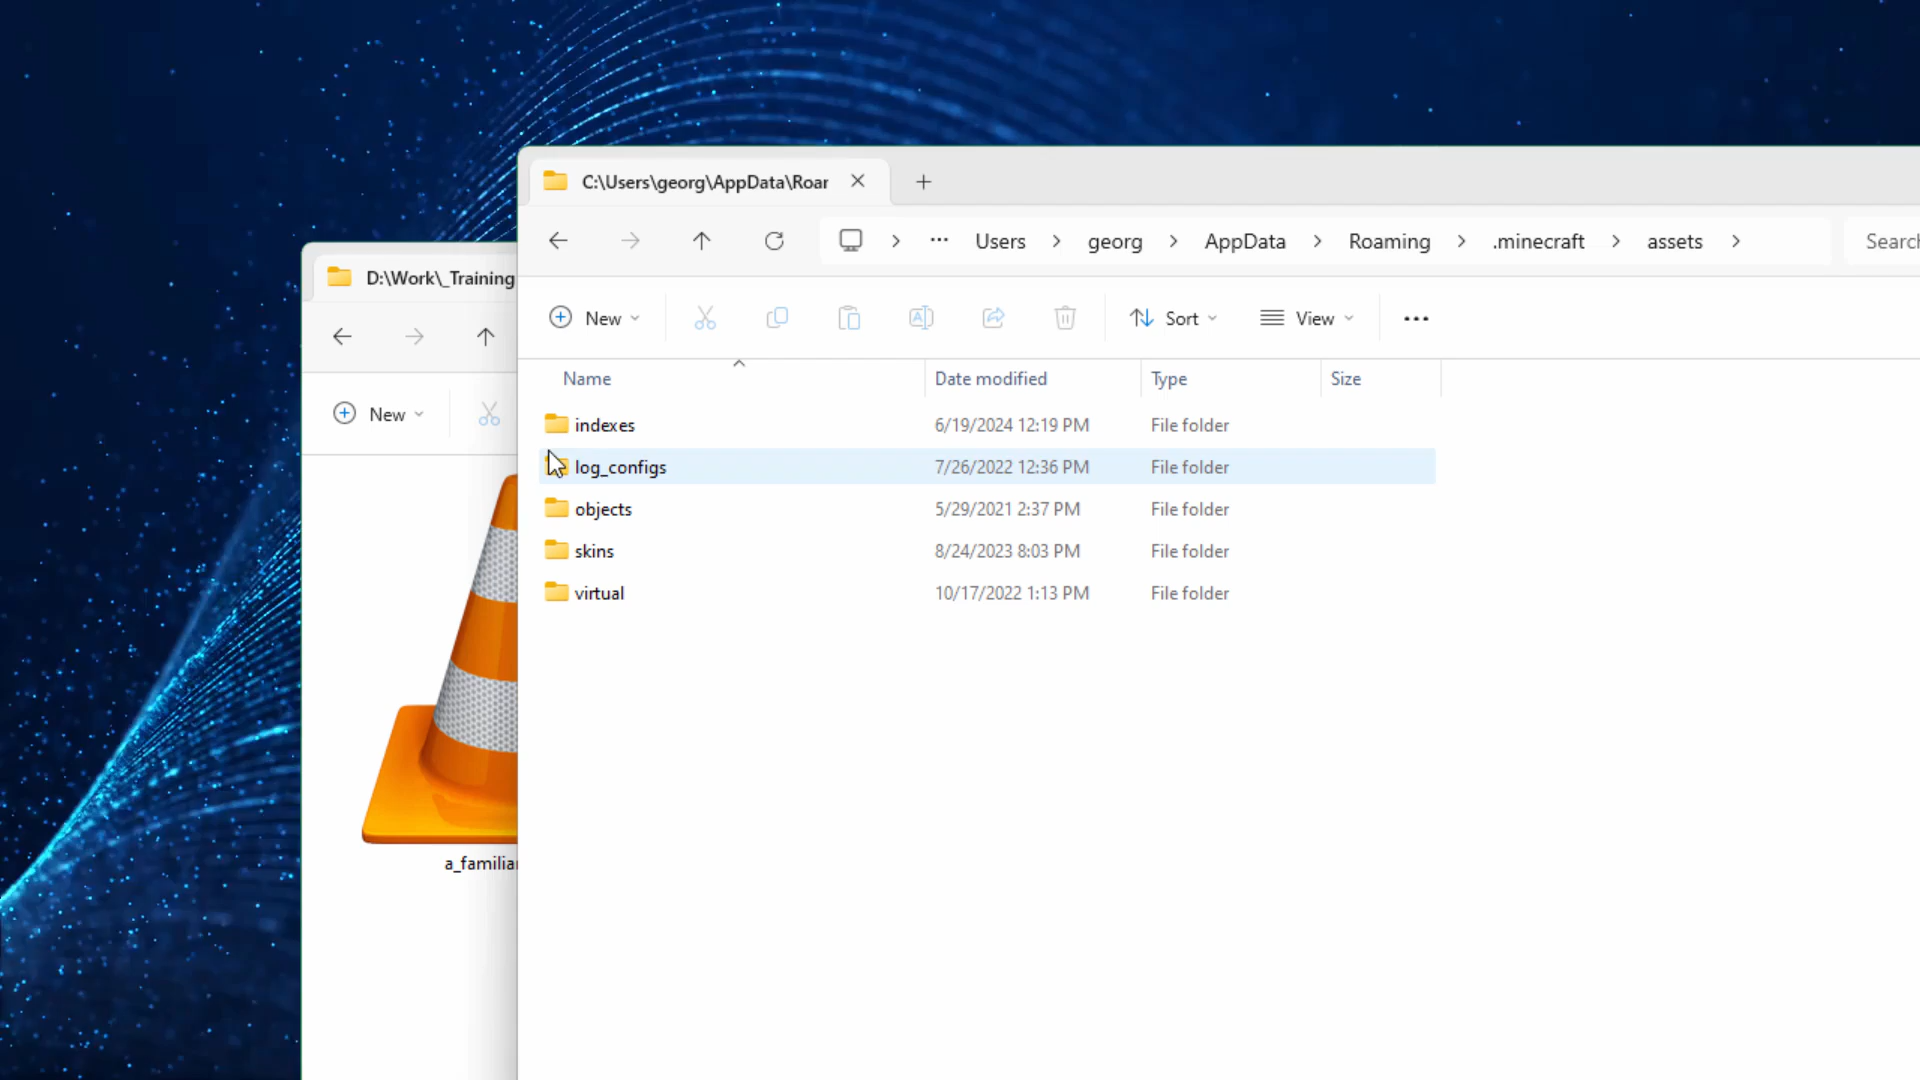 C:\Users\georg\AppData\Roar
Users > georg > AppData > Roaming > .minecraft > assets >
Search
New
Sort
View
Name
Date modified
Type
Size
indexes 6/19/2024 12:19 PM File folder
log_configs 7/26/2022 12:36 PM File folder
objects 5/29/2021 2:37 PM File folder
skins 8/24/2023 8:03 PM File folder
virtual 10/17/2022 1:13 PM File folder
D:\Work\_Training
New
a_familiar